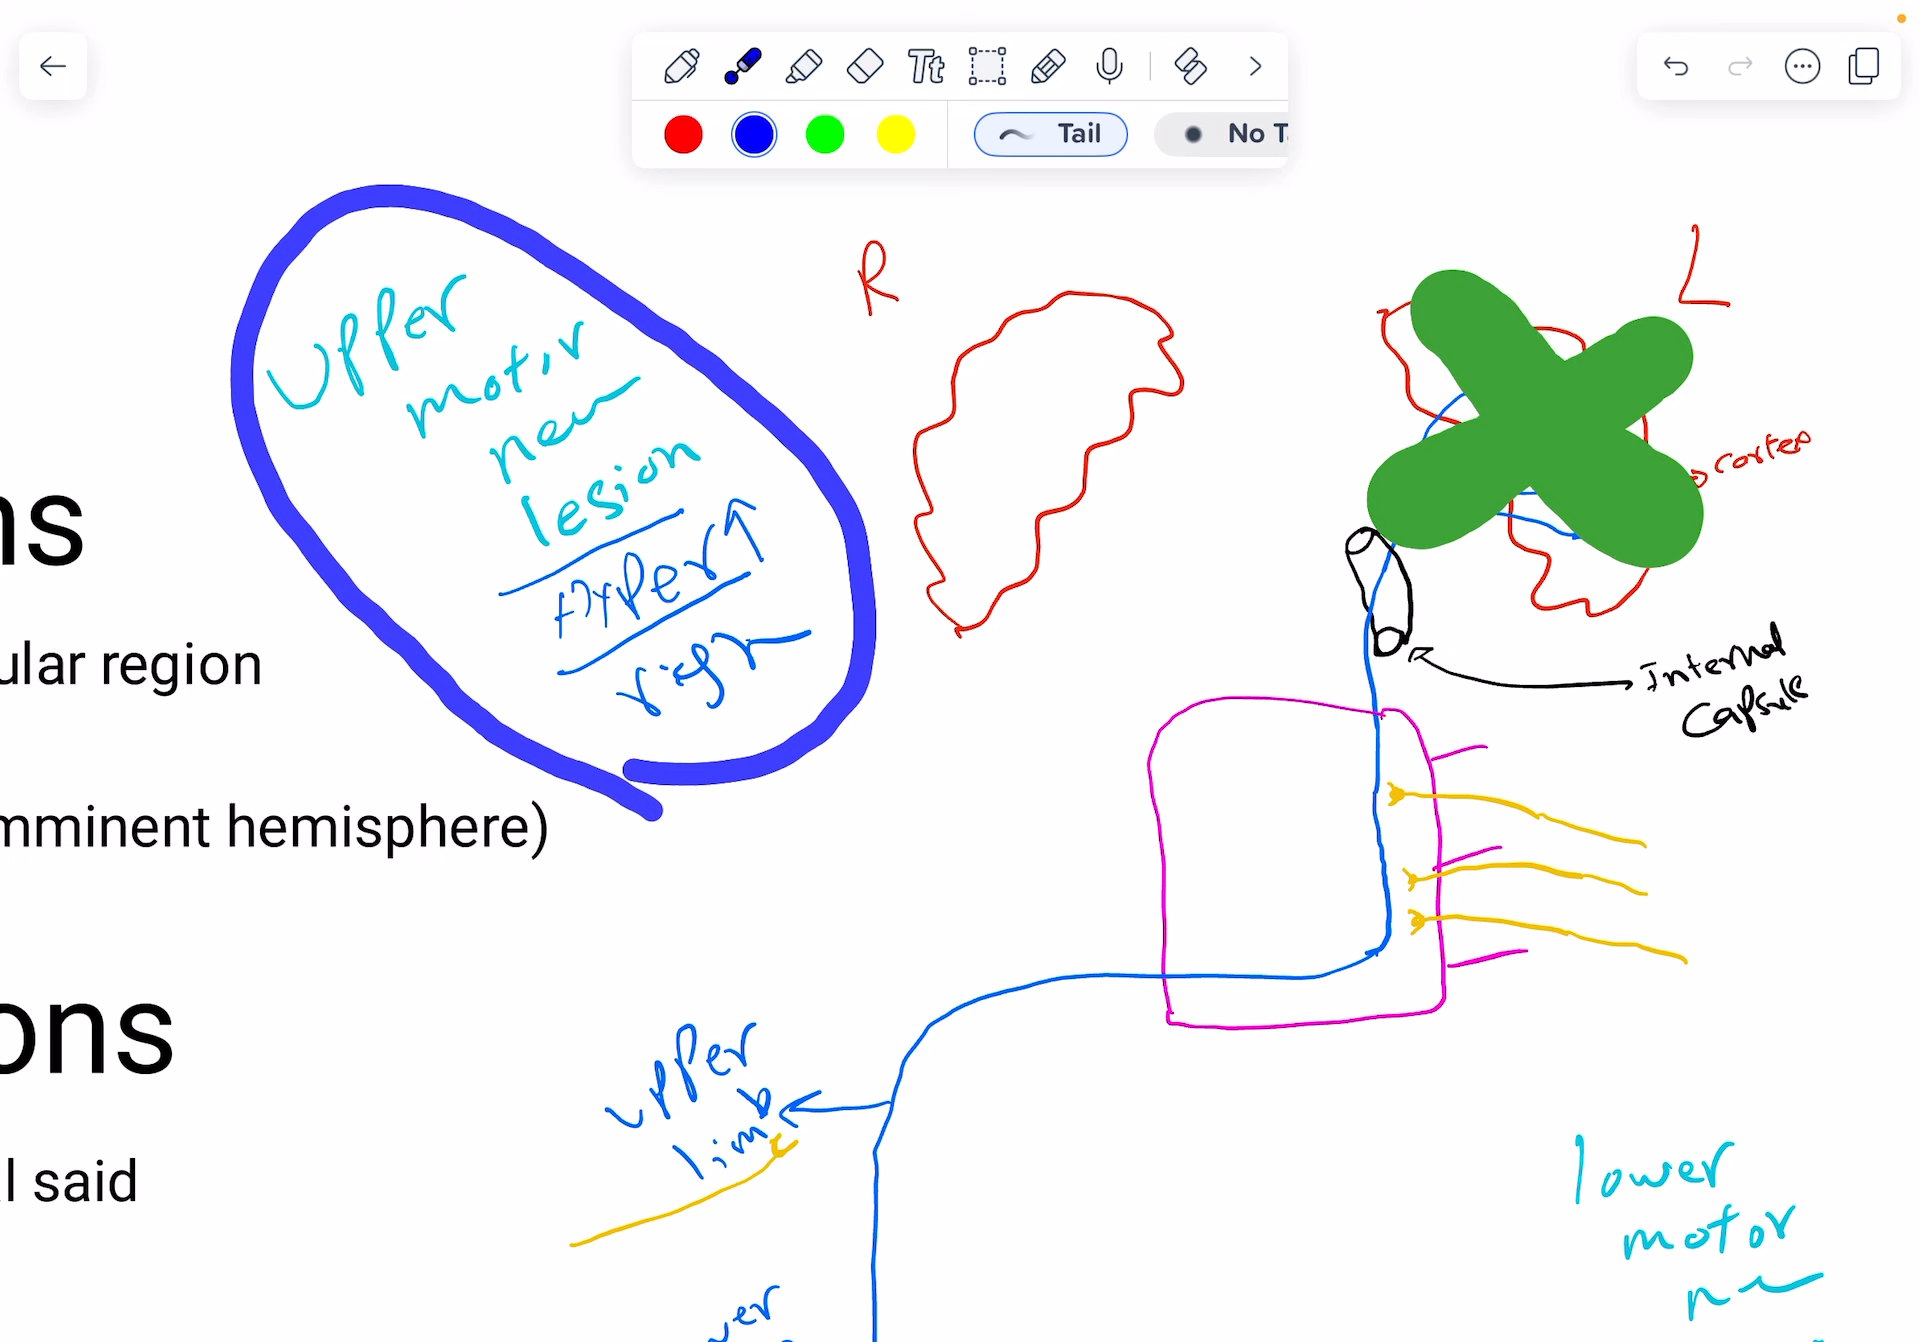 Tail
No T
R
L
upper
motor
neu
lesion
Hyper↑
cortex
ns
Internal
capsule
ular region
mminent hemisphere)
ons
upper
limb
l said
lower
motor
wer